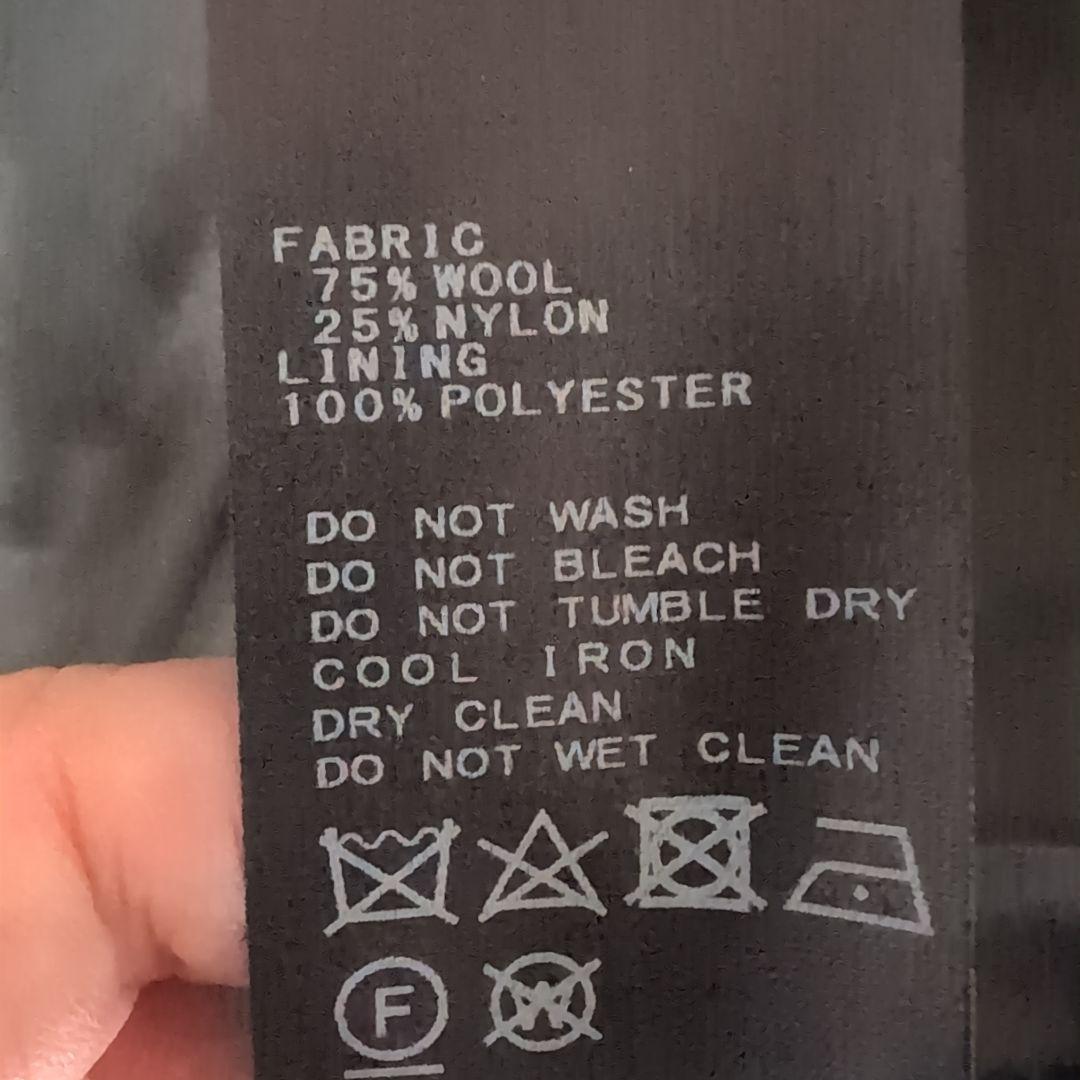 FABRIC
75% WOOL
25% NYLON
LINING
100% POLYESTER
DO NOT WASH
DO NOT BLEACH
DO NOT TUMBLE DRY
COOL IRON
DRY CLEAN
DO NOT WET CLEAN
F W